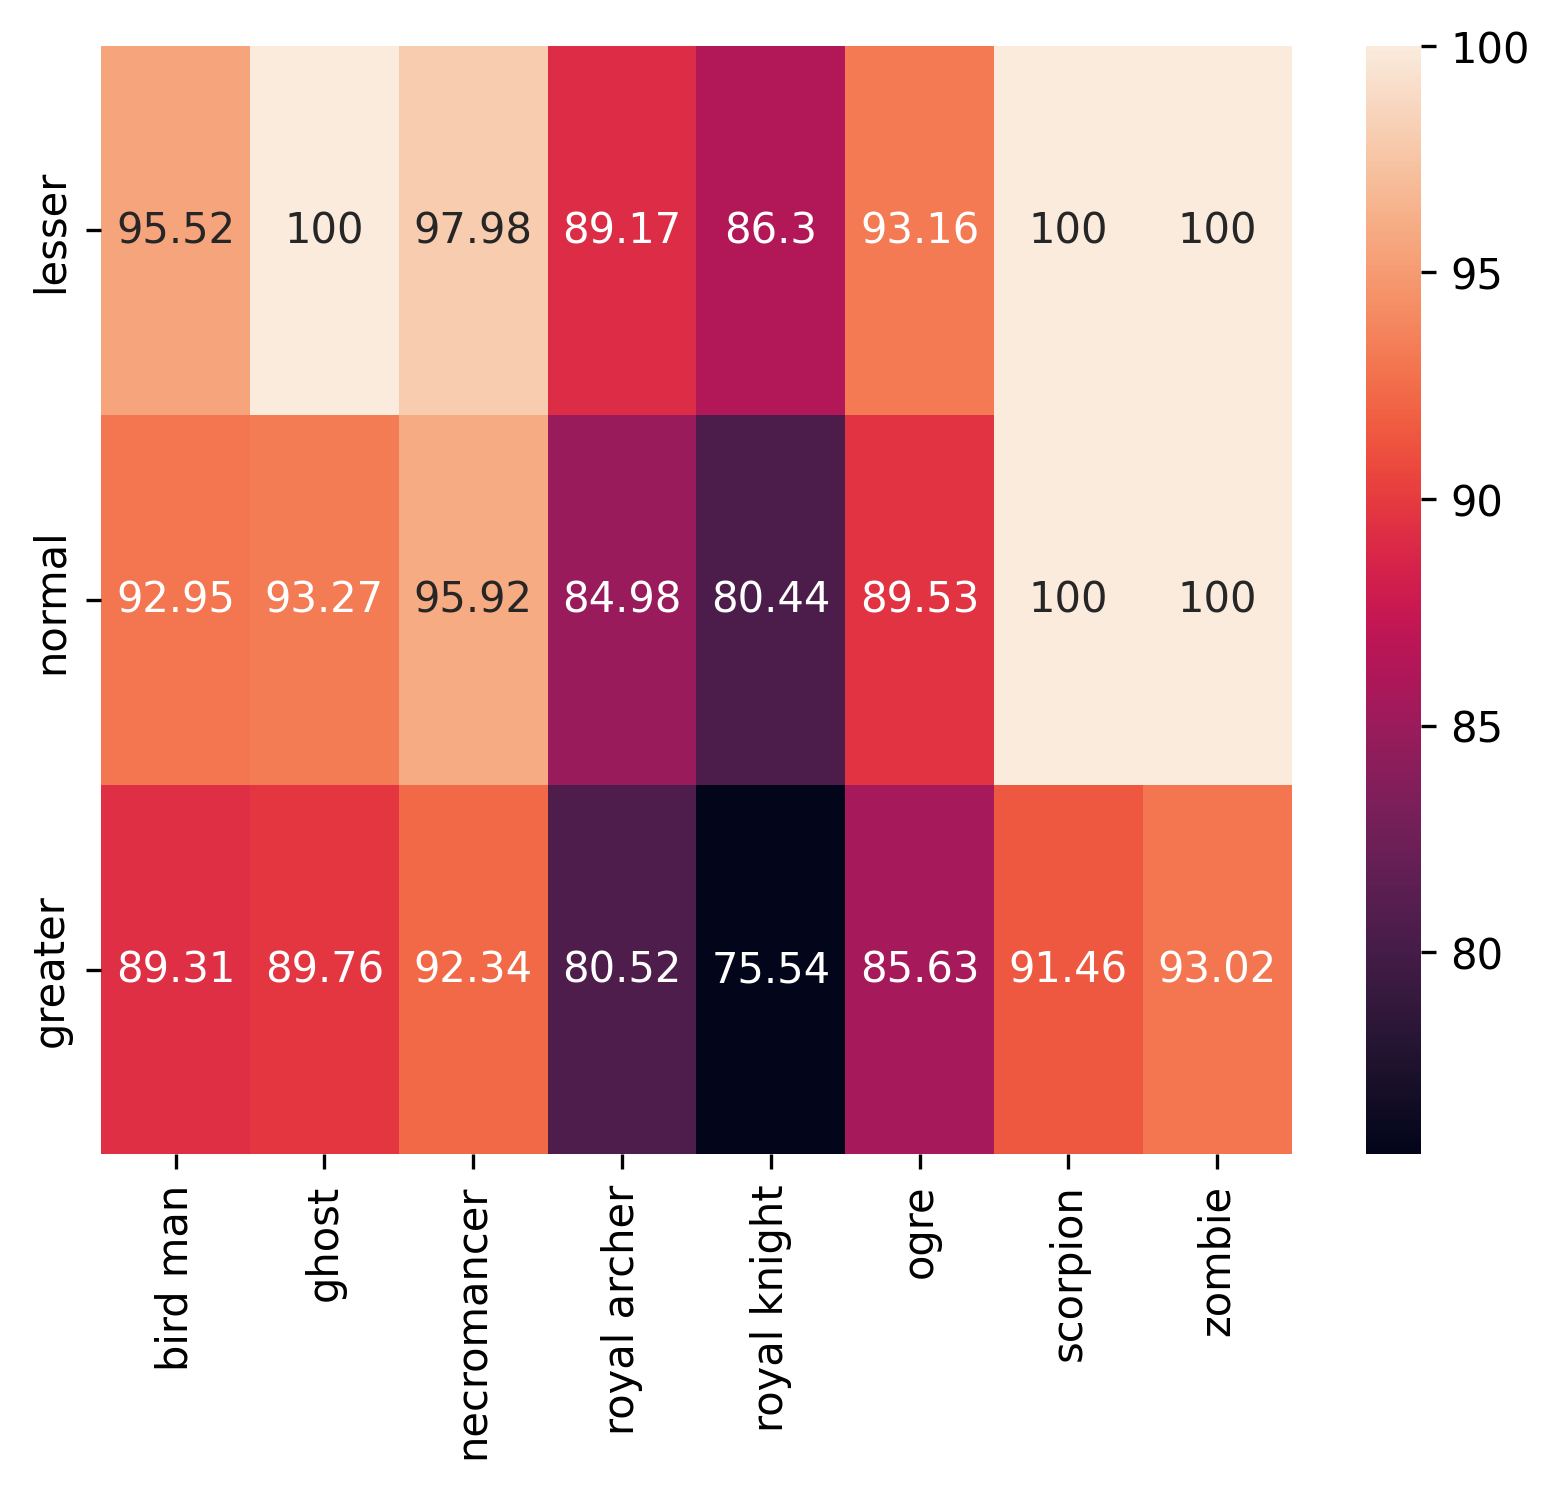 100
lesser 95.52 100 97.98 89.17 86.3 93.16 100 100
95
normal 92.95 93.27 95.92 84.98 80.44 89.53 100 100
90
85
greater 89.31 89.76 92.34 80.52 75.54 85.63 91.46 93.02
80
bird man
ghost
necromancer
royal archer
royal knight
ogre
scorpion
zombie